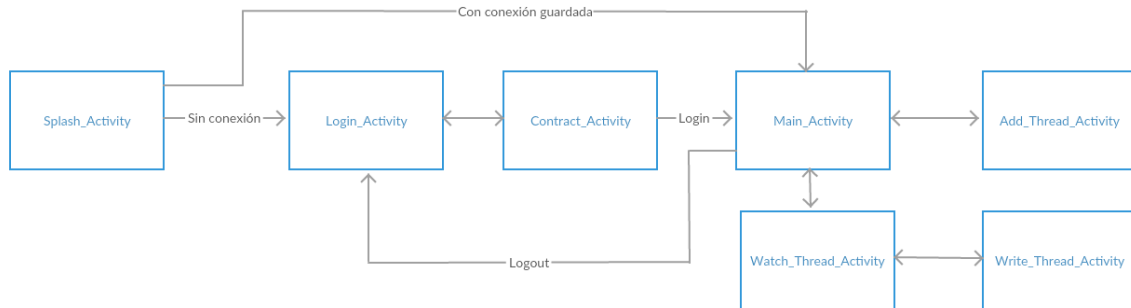 Con conexión guardada
Splash_Activity
Sin conexión
Login_Activity
Contract_Activity
Login
Main_Activity
Add_Thread_Activity
Logout
Watch_Thread_Activity
Write_Thread_Activity